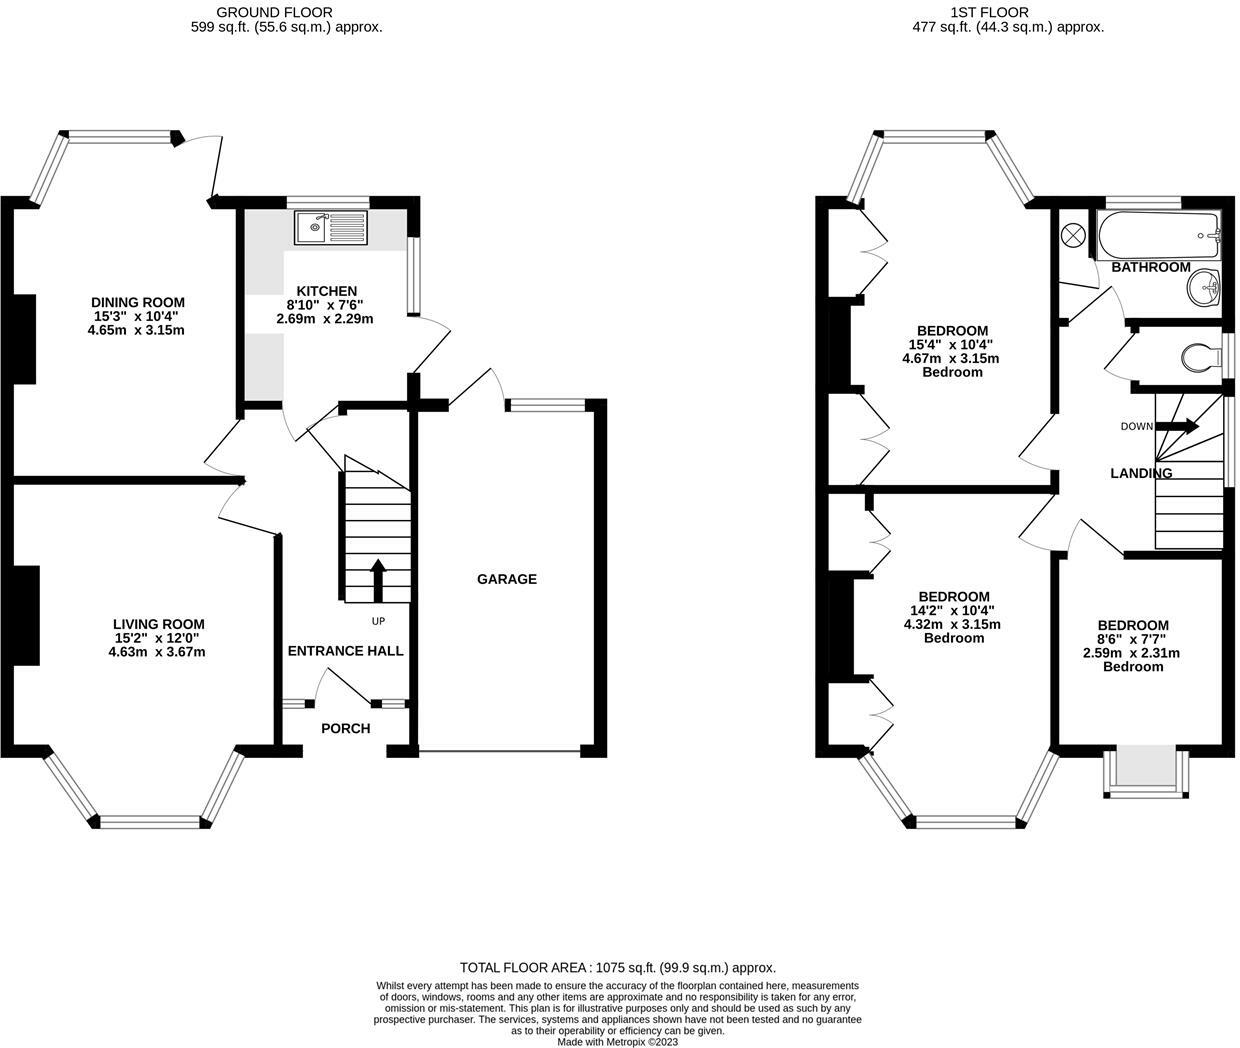 GROUND FLOOR
599 sq.ft. (55.6 sq.m.) approx.
1ST FLOOR
477 sq.ft. (44.3 sq.m.) approx.
DINING ROOM
15'3" x 10'4"
4.65m x 3.15m
KITCHEN
8'10" x 7'6"
2.69m x 2.29m
GARAGE
LIVING ROOM
15'2" x 12'0"
4.63m x 3.67m
UP
ENTRANCE HALL
PORCH
BATHROOM
BEDROOM
15'4" x 10'4"
4.67m x 3.15m
Bedroom
DOWN
LANDING
BEDROOM
14'2" x 10'4"
4.32m x 3.15m
Bedroom
BEDROOM
8'6" x 7'7"
2.59m x 2.31m
Bedroom
TOTAL FLOOR AREA : 1075 sq.ft. (99.9 sq.m.) approx.
Whilst every attempt has been made to ensure the accuracy of the floorplan contained here, measurements
of doors, windows, rooms and any other items are approximate and no responsibility is taken for any error,
omission or mis-statement. This plan is for illustrative purposes only and should be used as such by any
prospective purchaser. The services, systems and appliances shown have not been tested and no guarantee
as to their operability or efficiency can be given.
Made with Metropix ©2023